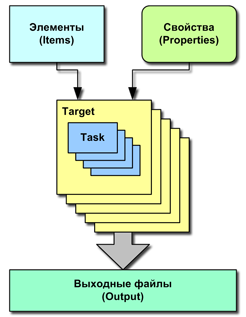 Элементы
(Items)
Свойства
(Properties)
Target
Task
Выходные файлы
(Output)